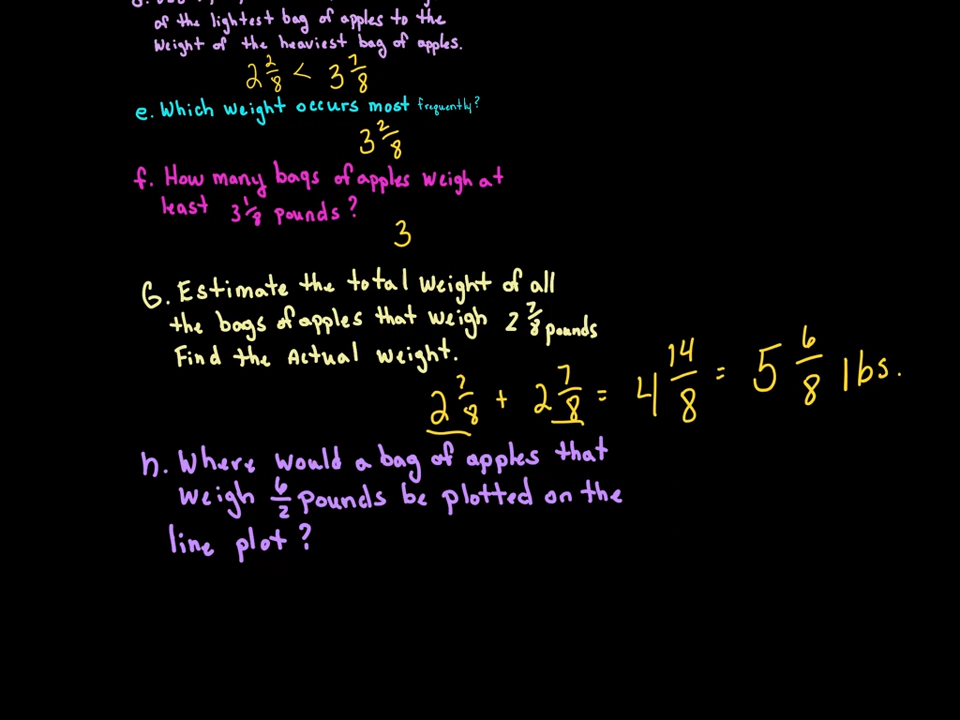 of the lightest bag of apples to the
weight of the heaviest bag of apples.
2 2/8 < 3 7/8
e. Which weight occurs most frequently?
3 2/8
f. How many bags of apples weigh at
least 3 1/8 pounds?
3
G. Estimate the total weight of all
the bags of apples that weigh 2 7/8 pounds
Find the Actual weight.
2 7/8 + 2 7/8 = 4 14/8 = 5 6/8 lbs.
h. Where would a bag of apples that
weigh 6/2 pounds be plotted on the
line plot?